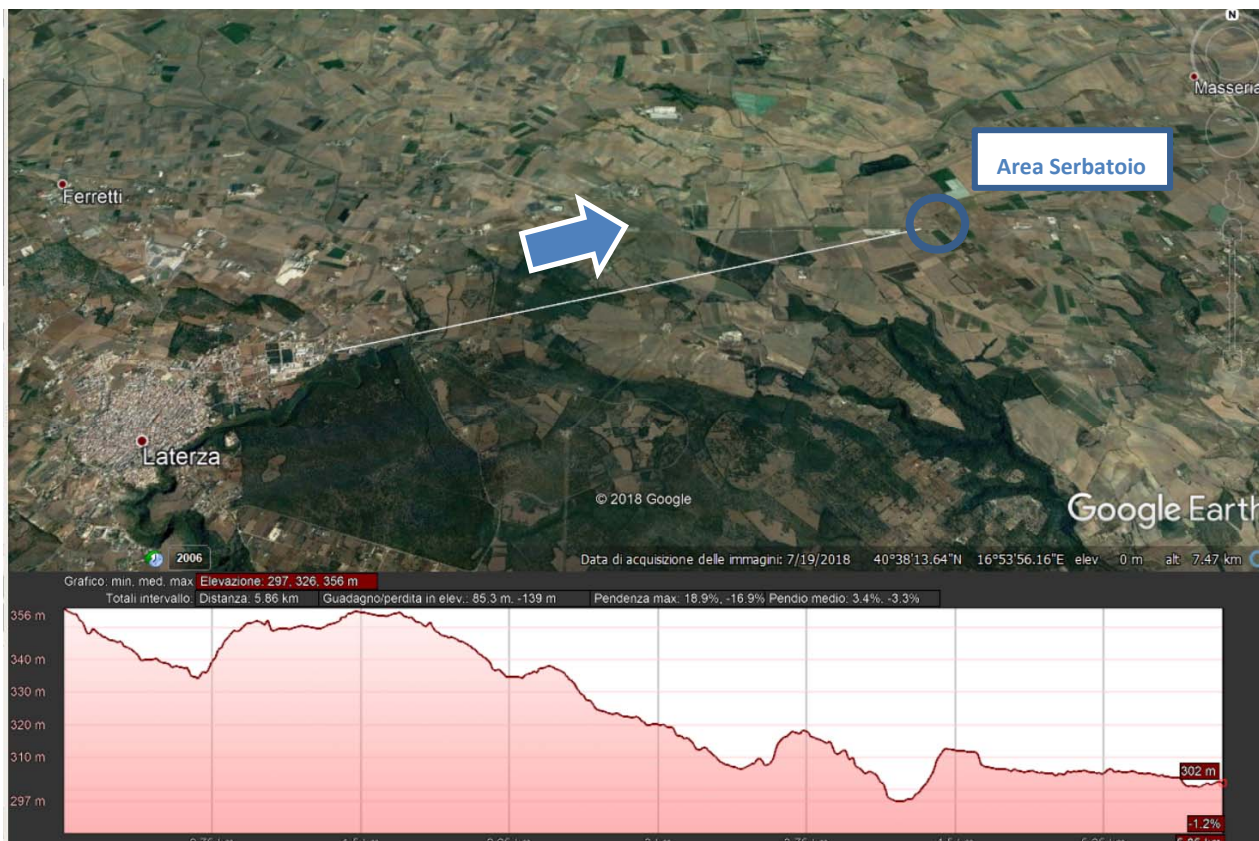 N
Masseria
Area Serbatoio
Ferretti
Laterza
© 2018 Google
Google Earth
2006
Data di acquisizione delle immagini: 7/19/2018 40°38'13.64"N 16°53'56.16"E elev 0 m alt 7.47 km
Grafico: min, med, max Elevazione: 297, 326, 356 m
Totali intervallo: Distanza: 5.86 km Guadagno/perdita in elev.: 85.3 m, -139 m Pendenza max: 18.9%, -16.9% Pendio medio: 3.4%, -3.3%
356 m
340 m
330 m
320 m
310 m
302 m
297 m
-1.2%